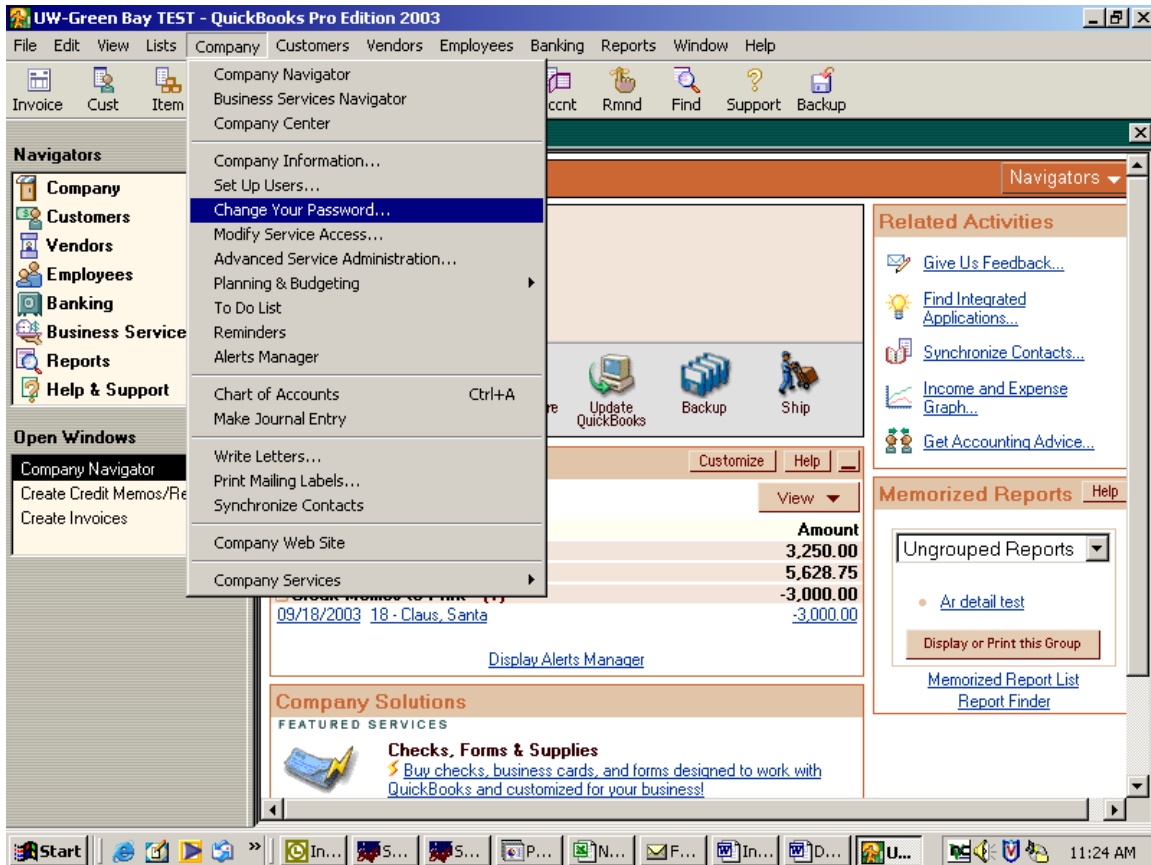 UW-Green Bay TEST - QuickBooks Pro Edition 2003
File Edit View Lists Company Customers Vendors Employees Banking Reports Window Help
Invoice Cust Item ccnt Rmnd Find Support Backup
Company Navigator
Business Services Navigator
Company Center
Company Information...
Set Up Users...
Change Your Password...
Modify Service Access...
Advanced Service Administration...
Planning & Budgeting
To Do List
Reminders
Alerts Manager
Chart of Accounts Ctrl+A
Make Journal Entry
Write Letters...
Print Mailing Labels...
Synchronize Contacts
Company Web Site
Company Services
Navigators
Company
Customers
Vendors
Employees
Banking
Business Service
Reports
Help & Support
Open Windows
Company Navigator
Create Credit Memos/Re
Create Invoices
Navigators
Update
QuickBooks
Backup
Ship
Customize Help
View
Amount
3,250.00
5,628.75
-3,000.00
09/18/2003 18 - Claus, Santa -3,000.00
Display Alerts Manager
Company Solutions
FEATURED SERVICES
Checks, Forms & Supplies
Buy checks, business cards, and forms designed to work with
QuickBooks and customized for your business!
Related Activities
Give Us Feedback...
Find Integrated
Applications...
Synchronize Contacts...
Income and Expense
Graph...
Get Accounting Advice...
Memorized Reports Help
Ungrouped Reports
Ar detail test
Display or Print this Group
Memorized Report List
Report Finder
Start » In... S... S... P... N... F... In... D... U... 11:24 AM